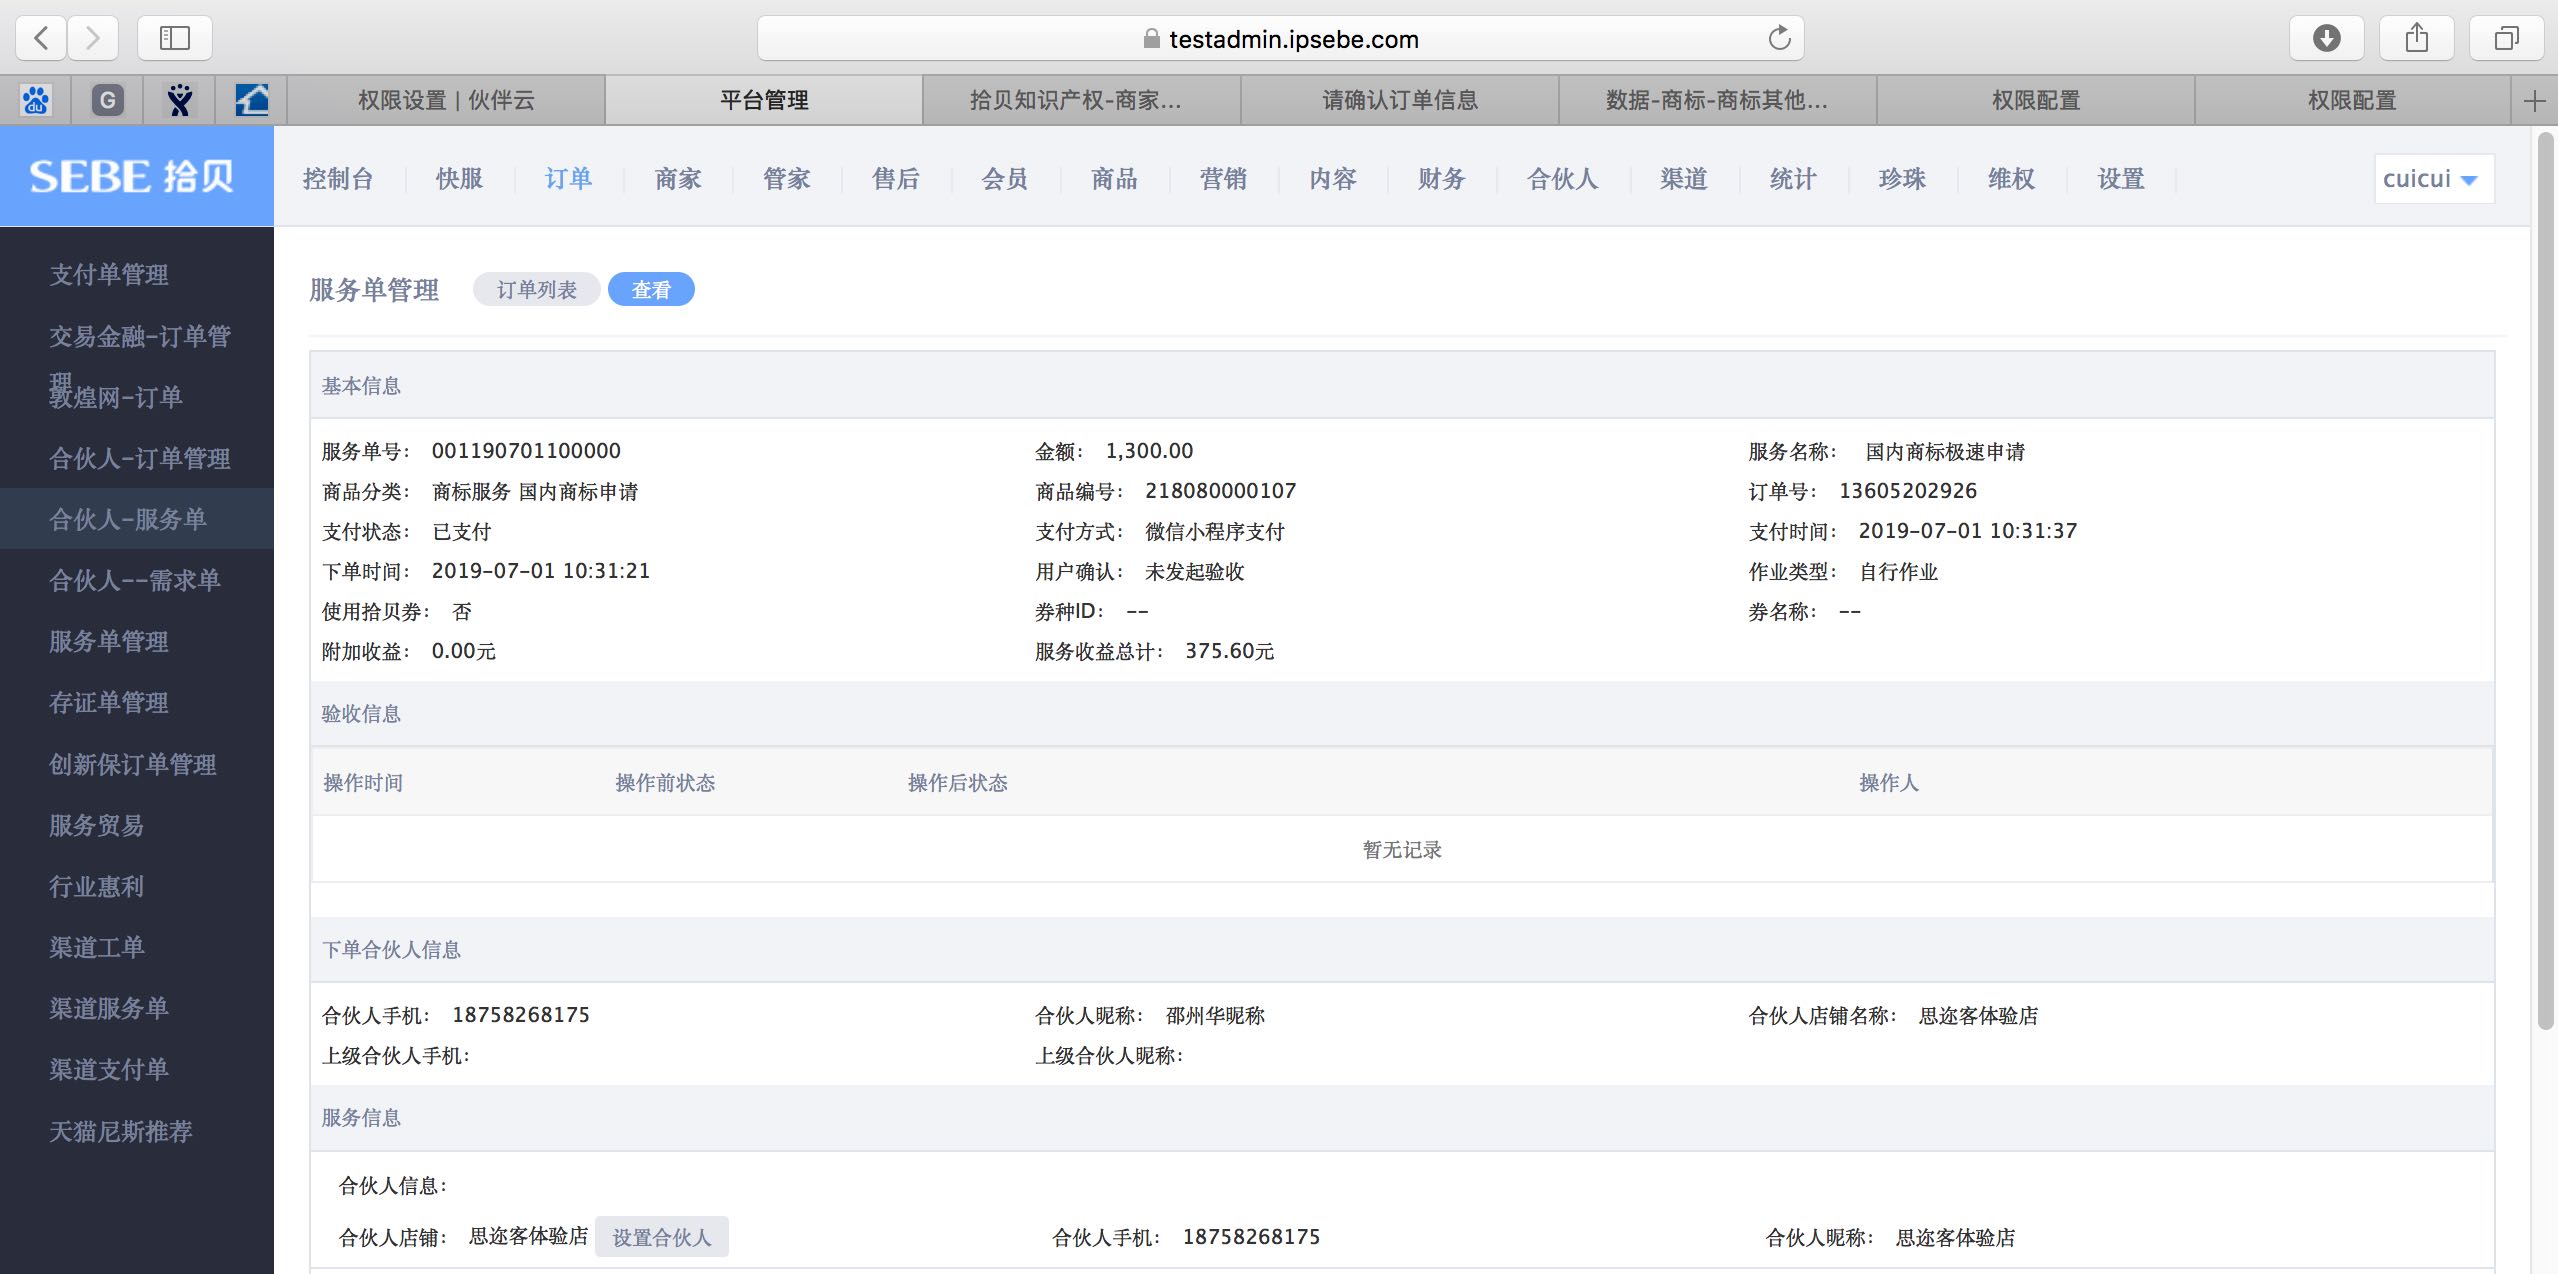 testadmin.ipsebe.com
du G 权限设置 | 伙伴云 平台管理 拾贝知识产权-商家... 请确认订单信息 数据-商标-商标其他... 权限配置 权限配置
SEBE 拾贝 控制台 快服 订单 商家 管家 售后 会员 商品 营销 内容 财务 合伙人 渠道 统计 珍珠 维权 设置 cuicui
支付单管理
交易金融-订单管
理
敦煌网-订单
合伙人-订单管理
合伙人-服务单
合伙人--需求单
服务单管理
存证单管理
创新保订单管理
服务贸易
行业惠利
渠道工单
渠道服务单
渠道支付单
天猫尼斯推荐
服务单管理 订单列表 查看
基本信息
服务单号： 001190701100000 金额： 1,300.00 服务名称： 国内商标极速申请
商品分类： 商标服务 国内商标申请 商品编号： 218080000107 订单号： 13605202926
支付状态： 已支付 支付方式： 微信小程序支付 支付时间： 2019-07-01 10:31:37
下单时间： 2019-07-01 10:31:21 用户确认： 未发起验收 作业类型： 自行作业
使用拾贝券： 否 券种ID： -- 券名称： --
附加收益： 0.00元 服务收益总计： 375.60元
验收信息
操作时间 操作前状态 操作后状态 操作人
暂无记录
下单合伙人信息
合伙人手机： 18758268175 合伙人昵称： 邵州华昵称 合伙人店铺名称： 思迩客体验店
上级合伙人手机： 上级合伙人昵称：
服务信息
合伙人信息：
合伙人店铺： 思迩客体验店 设置合伙人 合伙人手机： 18758268175 合伙人昵称： 思迩客体验店